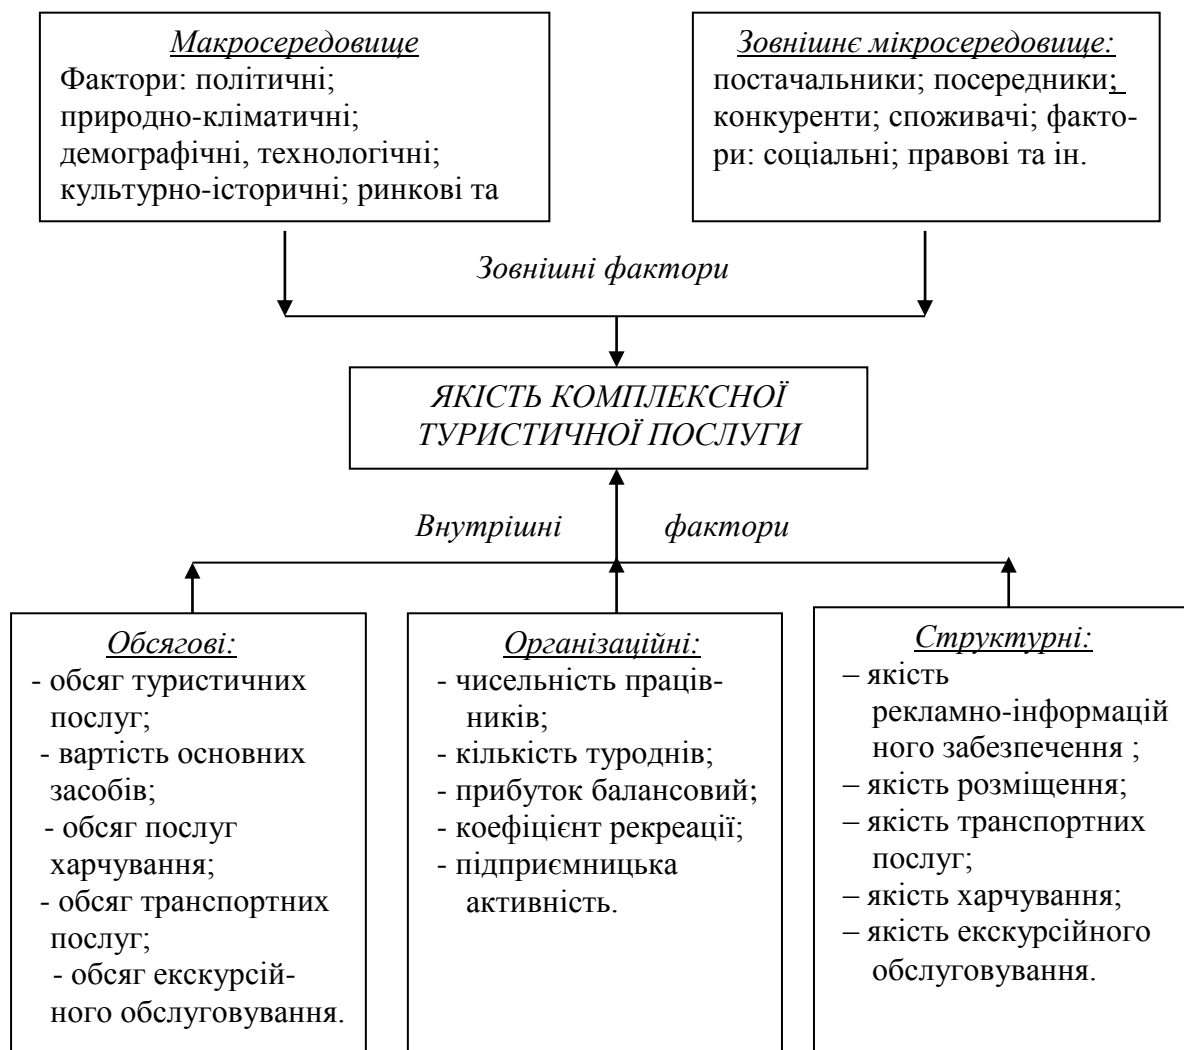 Макросередовище
Фактори: політичні;
природно-кліматичні;
демографічні, технологічні;
культурно-історичні; ринкові та
Зовнішнє мікросередовище:
постачальники; посередники;
конкуренти; споживачі; факто-
ри: соціальні; правові та ін.
Зовнішні фактори
ЯКІСТЬ КОМПЛЕКСНОЇ
ТУРИСТИЧНОЇ ПОСЛУГИ
Внутрішні фактори
Обсягові:
- обсяг туристичних
послуг;
- вартість основних
засобів;
- обсяг послуг
харчування;
- обсяг транспортних
послуг;
- обсяг екскурсій-
ного обслуговування.
Організаційні:
- чисельність праців-
ників;
- кількість туроднів;
- прибуток балансовий;
- коефіцієнт рекреації;
- підприємницька
активність.
Структурні:
– якість
рекламно-інформацій
ного забезпечення ;
– якість розміщення;
– якість транспортних
послуг;
– якість харчування;
– якість екскурсійного
обслуговування.